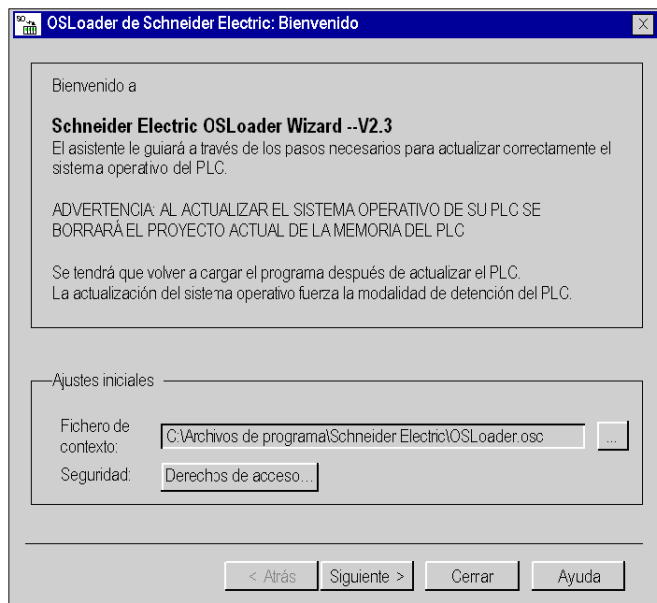 OSLoader de Schneider Electric: Bienvenido
Bienvenido a
Schneider Electric OSLoader Wizard --V2.3
El asistente le guiará a través de los pasos necesarios para actualizar correctamente el
sistema operativo del PLC.
ADVERTENCIA: AL ACTUALIZAR EL SISTEMA OPERATIVO DE SU PLC SE
BORRARÁ EL PROYECTO ACTUAL DE LA MEMORIA DEL PLC
Se tendrá que volver a cargar el programa después de actualizar el PLC.
La actualización del sistema operativo fuerza la modalidad de detención del PLC.
Ajustes iniciales
Fichero de
contexto:
C:\Archivos de programa\Schneider Electric\OSLoader.osc
...
Seguridad:
Derechos de acceso...
< Atrás
Siguiente >
Cerrar
Ayuda